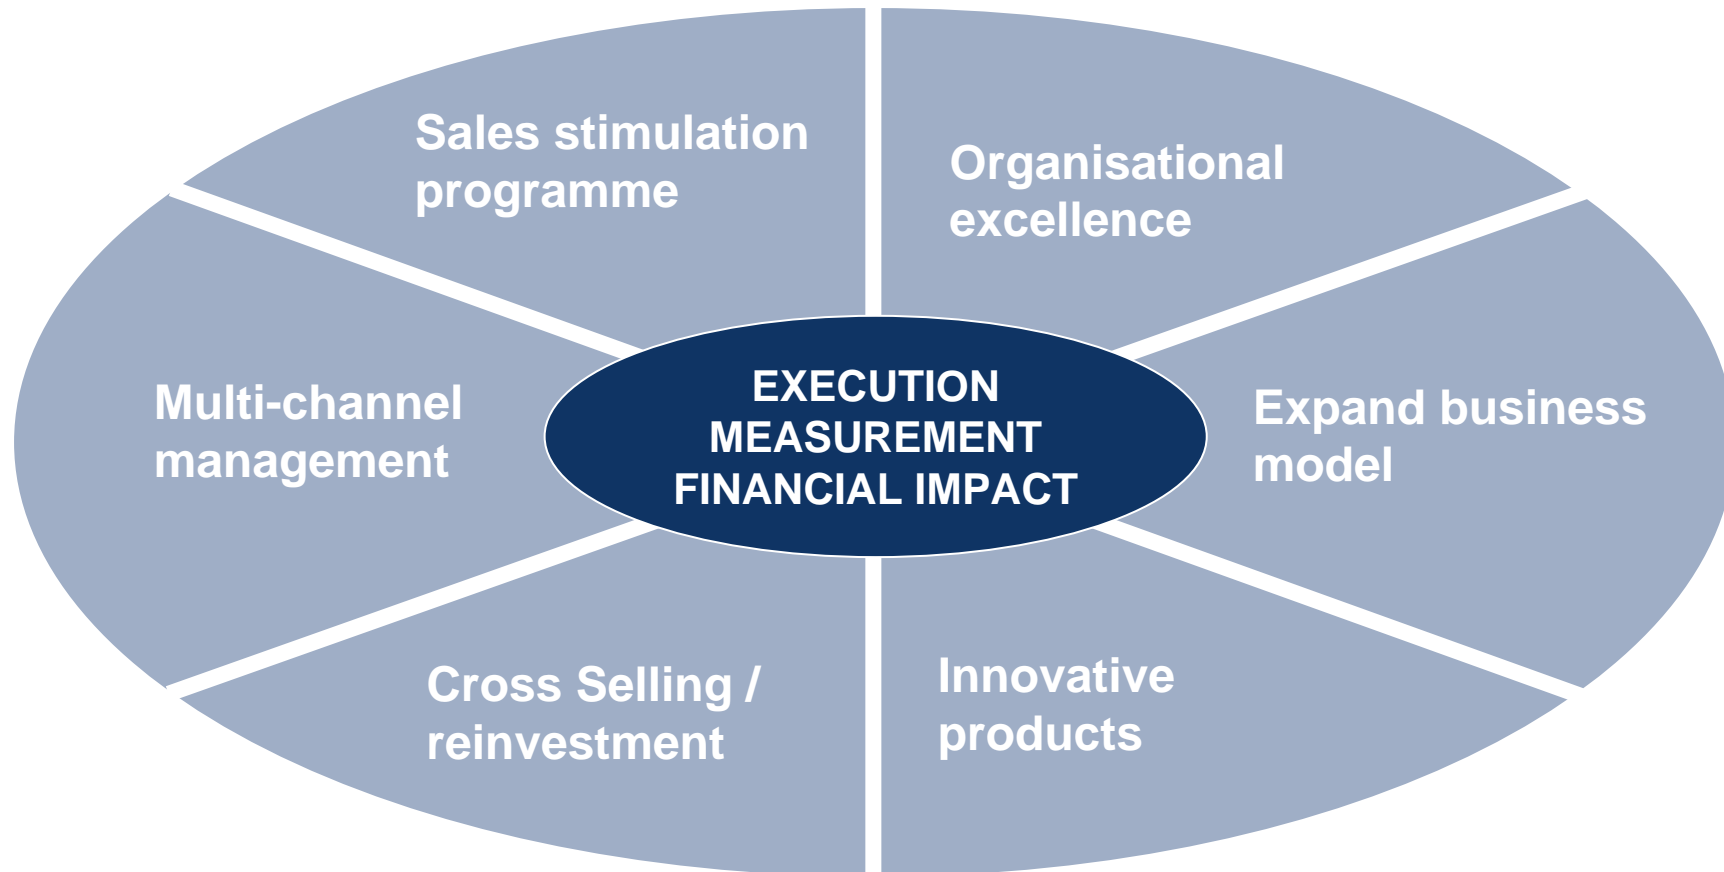 Sales stimulation
programme
Organisational
excellence
Multi-channel
management
EXECUTION
MEASUREMENT
FINANCIAL IMPACT
Expand business
model
Cross Selling /
reinvestment
Innovative
products